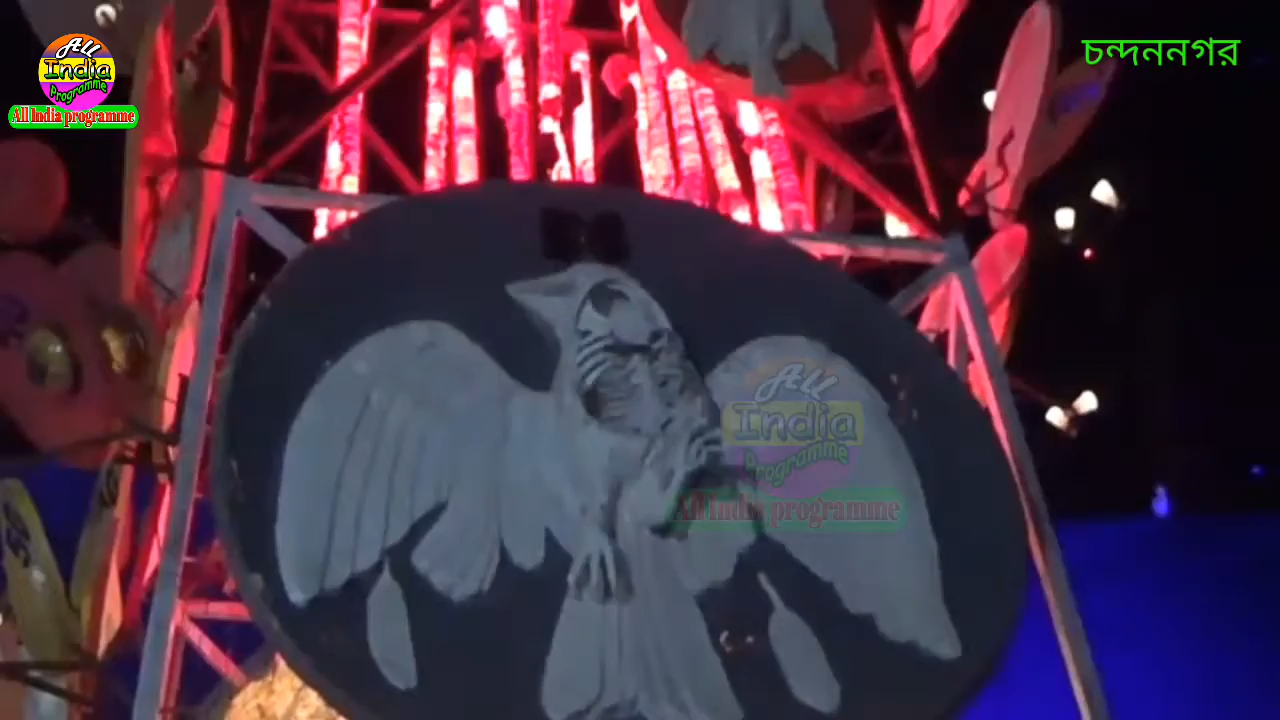 All
India
Programme
All India programme
চন্দননগর
All
India
Programme
All India programme